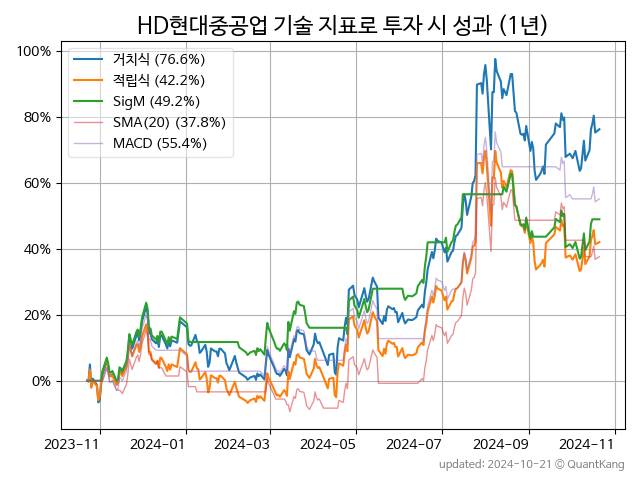 HD현대중공업 기술 지표로 투자 시 성과 (1년)
거치식 (76.6%)
적립식 (42.2%)
SigM (49.2%)
SMA(20) (37.8%)
MACD (55.4%)
100%
80%
60%
40%
20%
0%
2023-11 2024-01 2024-03 2024-05 2024-07 2024-09 2024-11
updated: 2024-10-21 © QuantKang